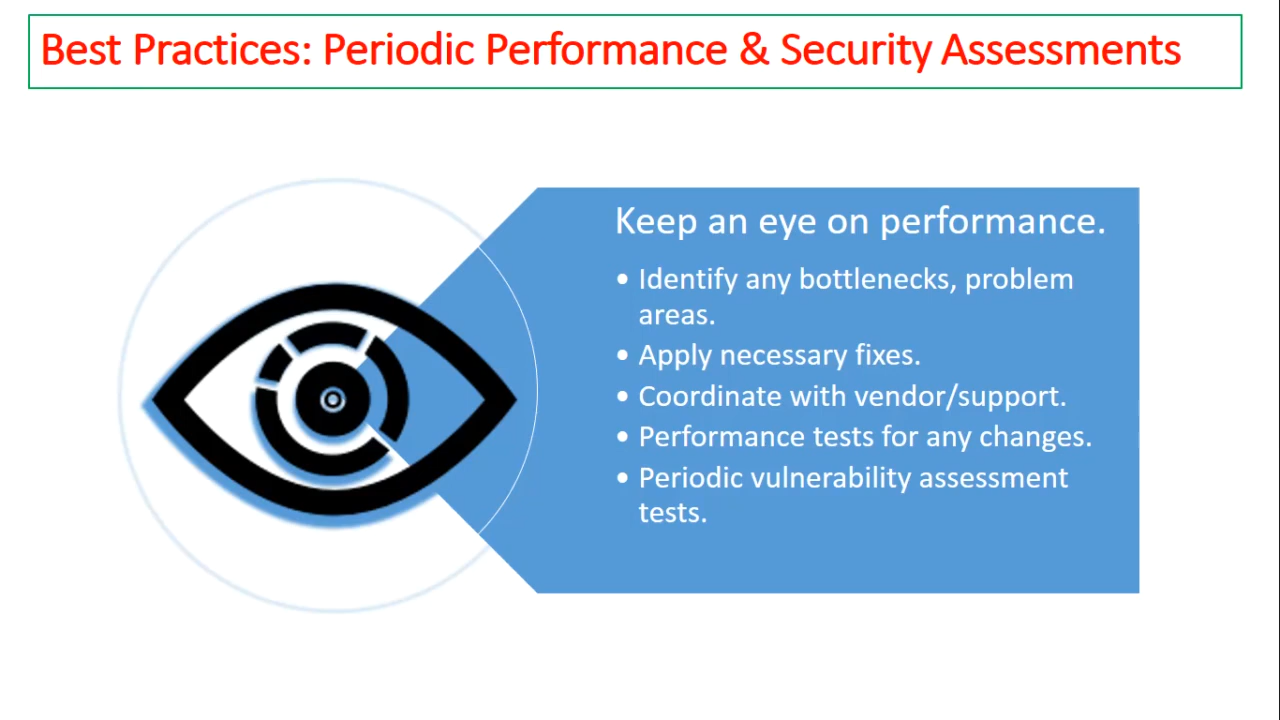 Best Practices: Periodic Performance & Security Assessments
Keep an eye on performance.
• Identify any bottlenecks, problem
areas.
• Apply necessary fixes.
• Coordinate with vendor/support.
• Performance tests for any changes.
• Periodic vulnerability assessment
tests.